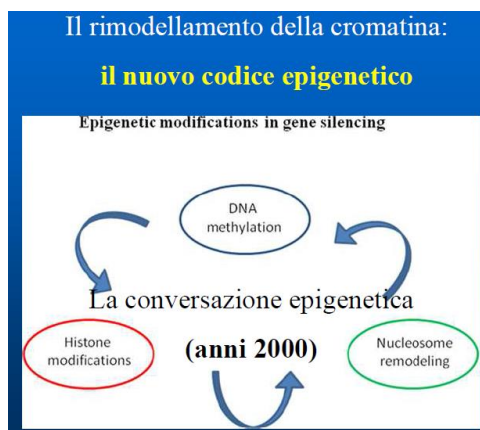 Il rimodellamento della cromatina:
il nuovo codice epigenetico
Epigenetic modifications in gene silencing
DNA
methylation
La conversazione epigenetica
(anni 2000)
Histone
modifications
Nucleosome
remodeling